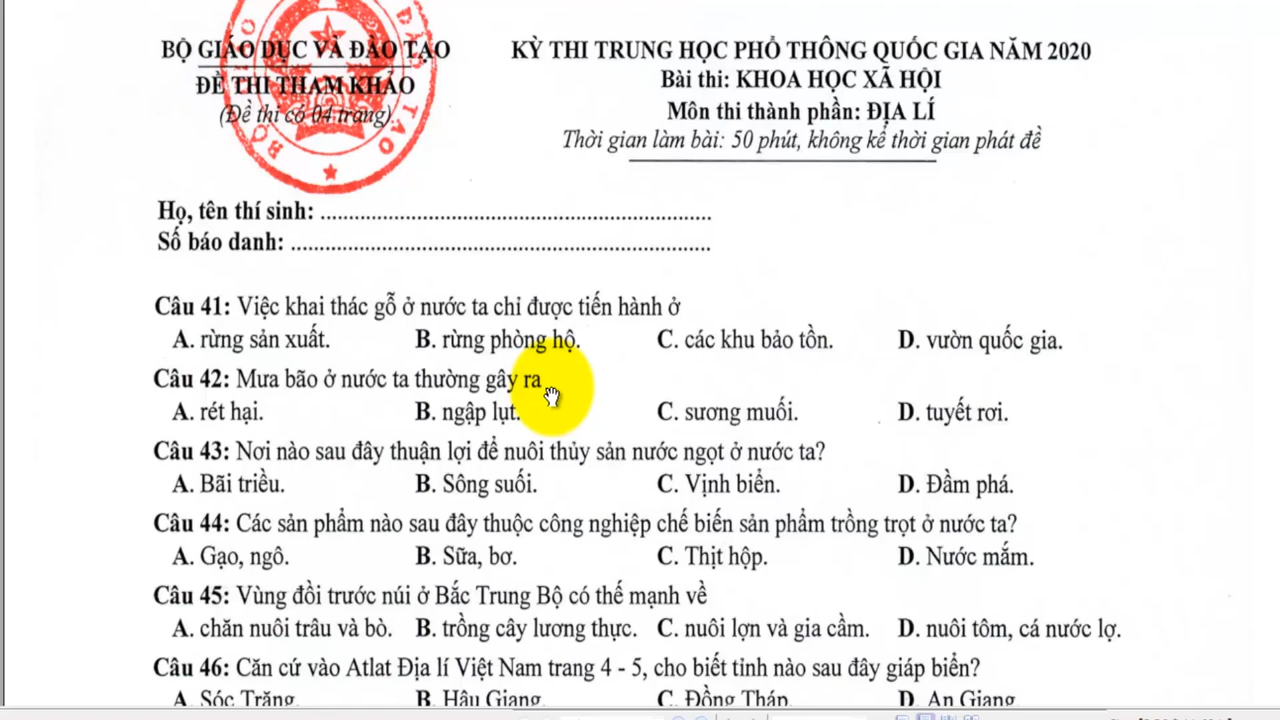 BỘ GIÁO DỤC VÀ ĐÀO TẠO
KỲ THI TRUNG HỌC PHỔ THÔNG QUỐC GIA NĂM 2020
ĐỀ THI THAM KHẢO
Bài thi: KHOA HỌC XÃ HỘI
(Đề thi có 04 trang)
Môn thi thành phần: ĐỊA LÍ
Thời gian làm bài: 50 phút, không kể thời gian phát đề
Họ, tên thí sinh: ..........................................................................
Số báo danh: ................................................................................
Câu 41: Việc khai thác gỗ ở nước ta chỉ được tiến hành ở
A. rừng sản xuất. B. rừng phòng hộ. C. các khu bảo tồn. D. vườn quốc gia.
Câu 42: Mưa bão ở nước ta thường gây ra
A. rét hại. B. ngập lụt. C. sương muối. D. tuyết rơi.
Câu 43: Nơi nào sau đây thuận lợi để nuôi thủy sản nước ngọt ở nước ta?
A. Bãi triều. B. Sông suối. C. Vịnh biển. D. Đầm phá.
Câu 44: Các sản phẩm nào sau đây thuộc công nghiệp chế biến sản phẩm trồng trọt ở nước ta?
A. Gạo, ngô. B. Sữa, bơ. C. Thịt hộp. D. Nước mắm.
Câu 45: Vùng đồi trước núi ở Bắc Trung Bộ có thế mạnh về
A. chăn nuôi trâu và bò. B. trồng cây lương thực. C. nuôi lợn và gia cầm. D. nuôi tôm, cá nước lợ.
Câu 46: Căn cứ vào Atlat Địa lí Việt Nam trang 4 - 5, cho biết tỉnh nào sau đây giáp biển?
A. Sóc Trăng. B. Hậu Giang. C. Đồng Tháp. D. An Giang.